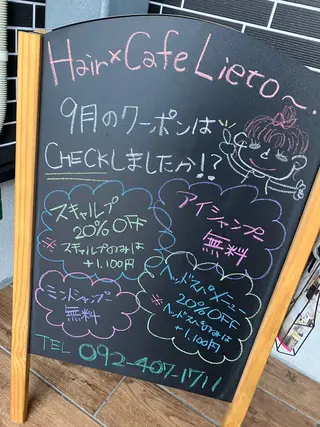 Hair×Cafe Lieto〜.
9月のクーポンは
CHECKしましたか!?
スキャルプ
20%OFF
※スキャルプのみは
+1,100円
アイシャンプー
無料
ミントシャンプー
無料
ヘッドスパメニュー
20%OFF
※ヘッドスパのみは
+1,100円
TEL 092-407-1711